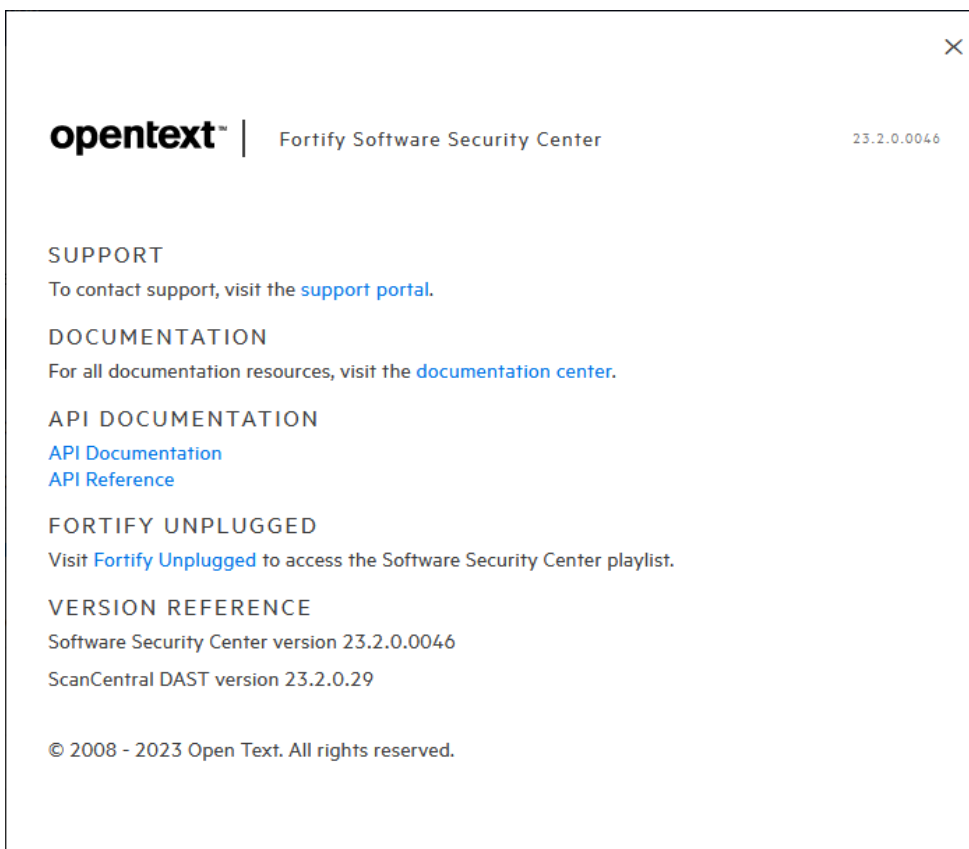 opentext™ | Fortify Software Security Center 23.2.0.0046
SUPPORT
To contact support, visit the support portal.
DOCUMENTATION
For all documentation resources, visit the documentation center.
API DOCUMENTATION
API Documentation
API Reference
FORTIFY UNPLUGGED
Visit Fortify Unplugged to access the Software Security Center playlist.
VERSION REFERENCE
Software Security Center version 23.2.0.0046
ScanCentral DAST version 23.2.0.29
© 2008 - 2023 Open Text. All rights reserved.